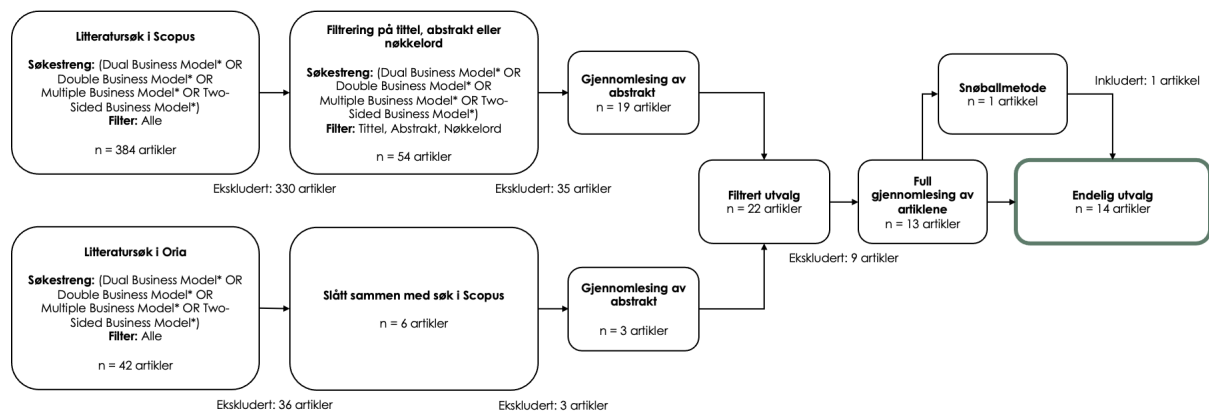 Litteratursøk i Scopus
Søkestreng: (Dual Business Model* OR
Double Business Model* OR
Multiple Business Model* OR Two-
Sided Business Model*)
Filter: Alle
n = 384 artikler
Ekskludert: 330 artikler
Filtrering på tittel, abstrakt eller
nøkkelord
Søkestreng: (Dual Business Model* OR
Double Business Model* OR
Multiple Business Model* OR Two-
Sided Business Model*)
Filter: Tittel, Abstrakt, Nøkkelord
n = 54 artikler
Ekskludert: 35 artikler
Gjennomlesing av
abstrakt
n = 19 artikler
Litteratursøk i Oria
Søkestreng: (Dual Business Model* OR
Double Business Model* OR
Multiple Business Model* OR Two-
Sided Business Model*)
Filter: Alle
n = 42 artikler
Ekskludert: 36 artikler
Slått sammen med søk i Scopus
n = 6 artikler
Ekskludert: 3 artikler
Gjennomlesing av
abstrakt
n = 3 artikler
Filtrert utvalg
n = 22 artikler
Ekskludert: 9 artikler
Full
gjennomlesing av
artiklene
n = 13 artikler
Snøballmetode
n = 1 artikkel
Inkludert: 1 artikkel
Endelig utvalg
n = 14 artikler